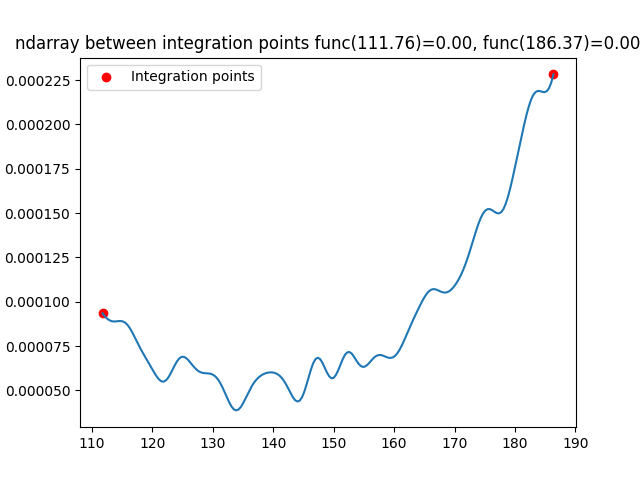 ndarray between integration points func(111.76)=0.00, func(186.37)=0.00
Integration points
0.000225
0.000200
0.000175
0.000150
0.000125
0.000100
0.000075
0.000050
110 120 130 140 150 160 170 180 190